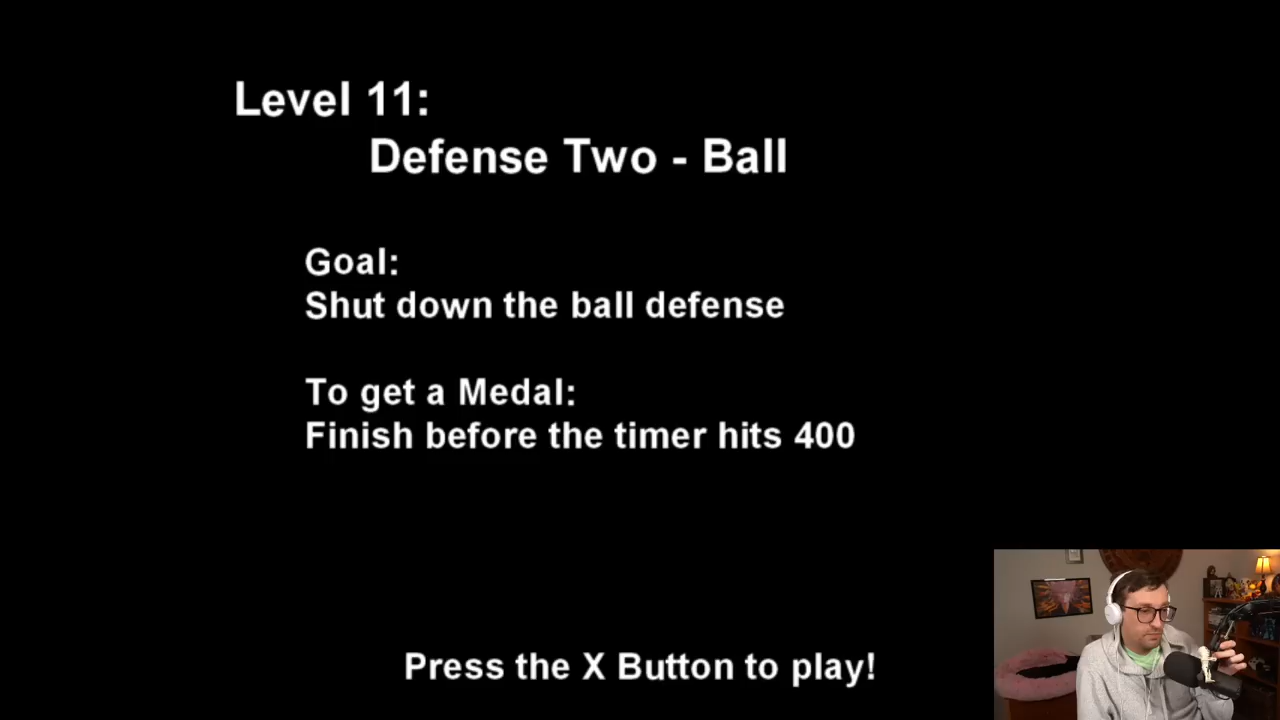 Level 11:
Defense Two - Ball
Goal:
Shut down the ball defense
To get a Medal:
Finish before the timer hits 400
Press the X Button to play!